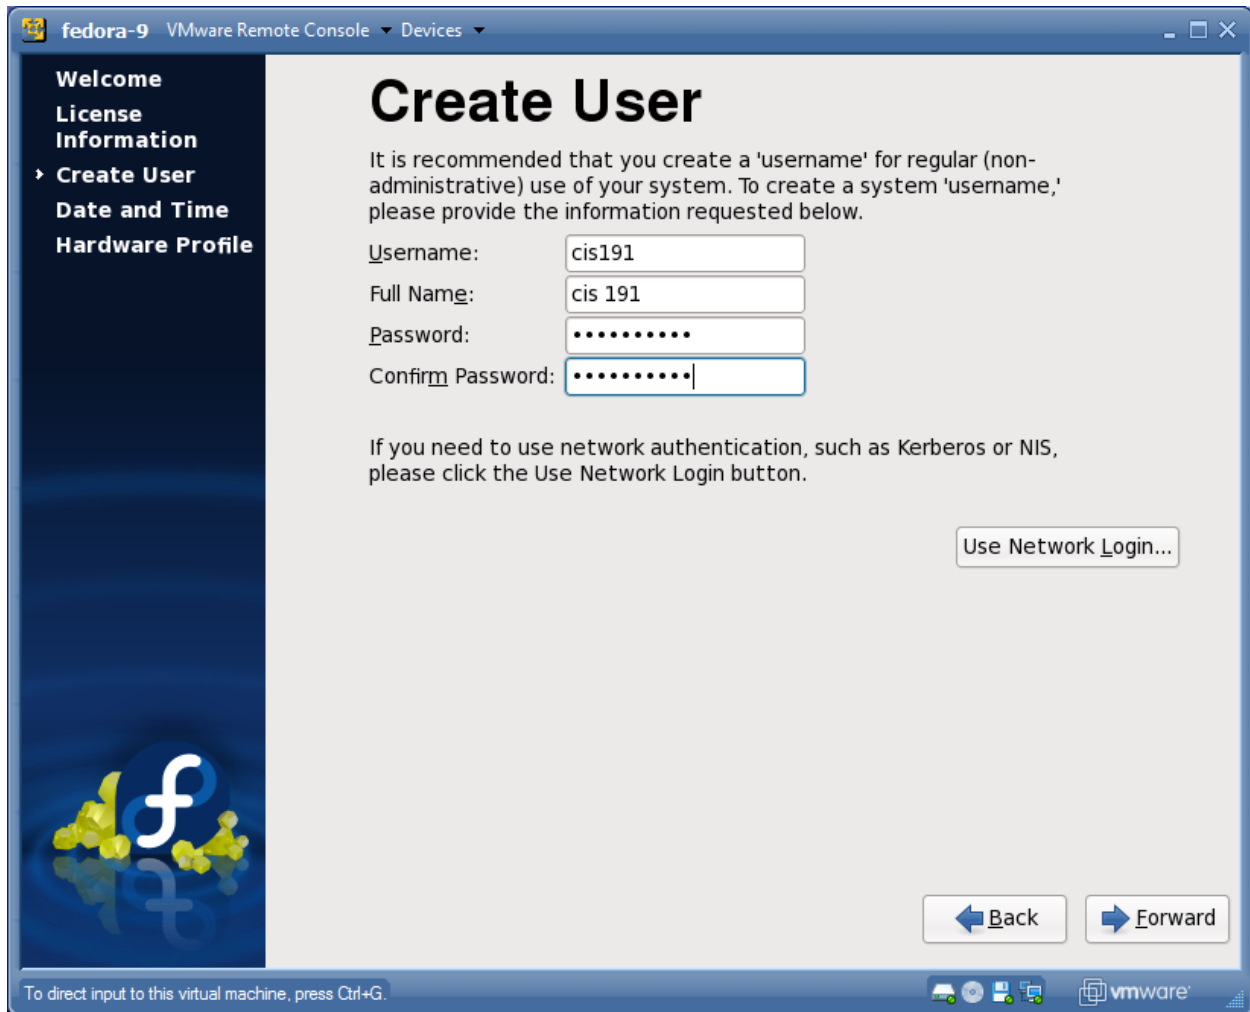 fedora-9 VMware Remote Console Devices
Welcome
License
Information
Create User
Date and Time
Hardware Profile
Create User
It is recommended that you create a 'username' for regular (non-
administrative) use of your system. To create a system 'username,'
please provide the information requested below.
Username: cis191
Full Name: cis 191
Password: ••••••••••
Confirm Password: ••••••••••
If you need to use network authentication, such as Kerberos or NIS,
please click the Use Network Login button.
Use Network Login...
Back Forward
To direct input to this virtual machine, press Ctrl+G.
vmware